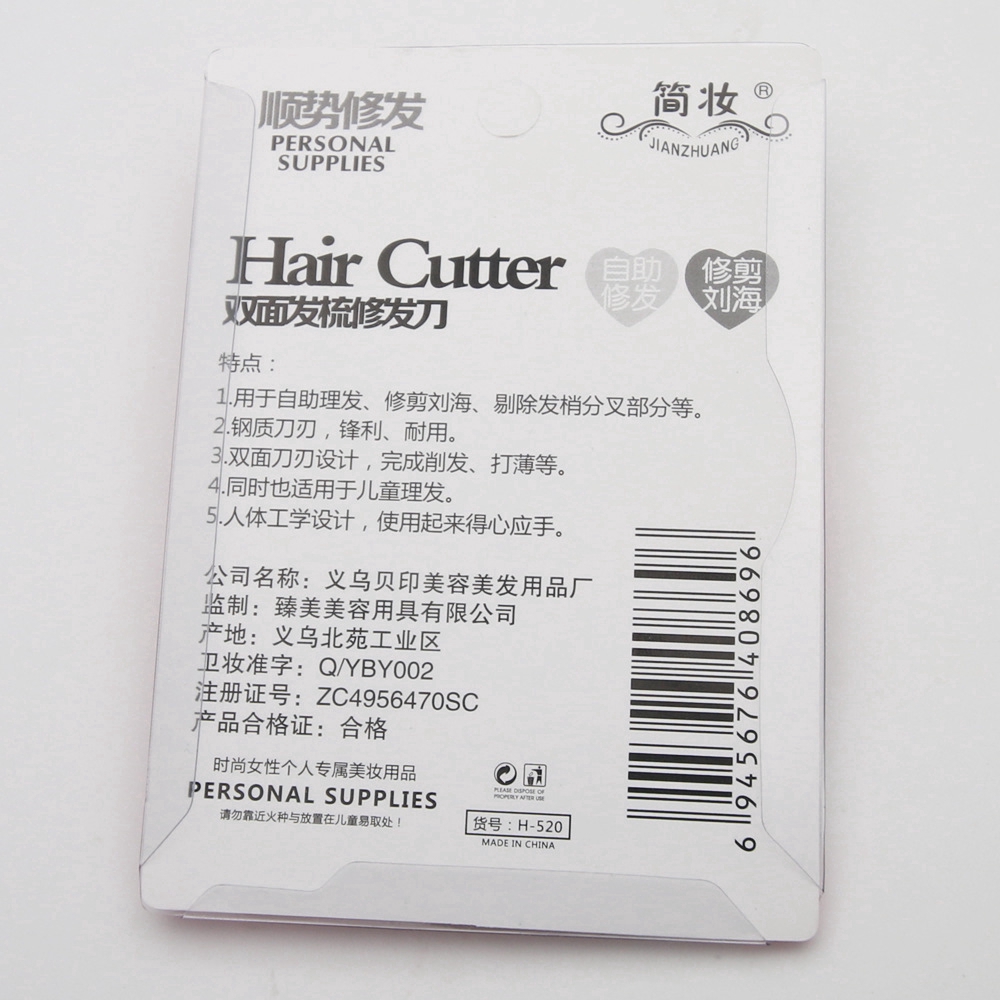 顺势修发
PERSONAL
SUPPLIES
简妆®
JIANZHUANG
Hair Cutter
双面发梳修发刀
自助
修发
修剪
刘海
特点：
1.用于自助理发、修剪刘海、剔除发梢分叉部分等。
2.钢质刀刃，锋利、耐用。
3.双面刀刃设计，完成削发、打薄等。
4.同时也适用于儿童理发。
5.人体工学设计，使用起来得心应手。
公司名称：义乌贝印美容美发用品厂
监制：臻美美容用具有限公司
产地：义乌北苑工业区
卫妆准字：Q/YBY002
注册证号：ZC4956470SC
产品合格证：合格
时尚女性个人专属美妆用品
PERSONAL SUPPLIES
请勿靠近火种与放置在儿童易取处！
PLEASE DISPOSE OF
PROPERLY AFTER USE
货号：H-520
MADE IN CHINA
6945676408696